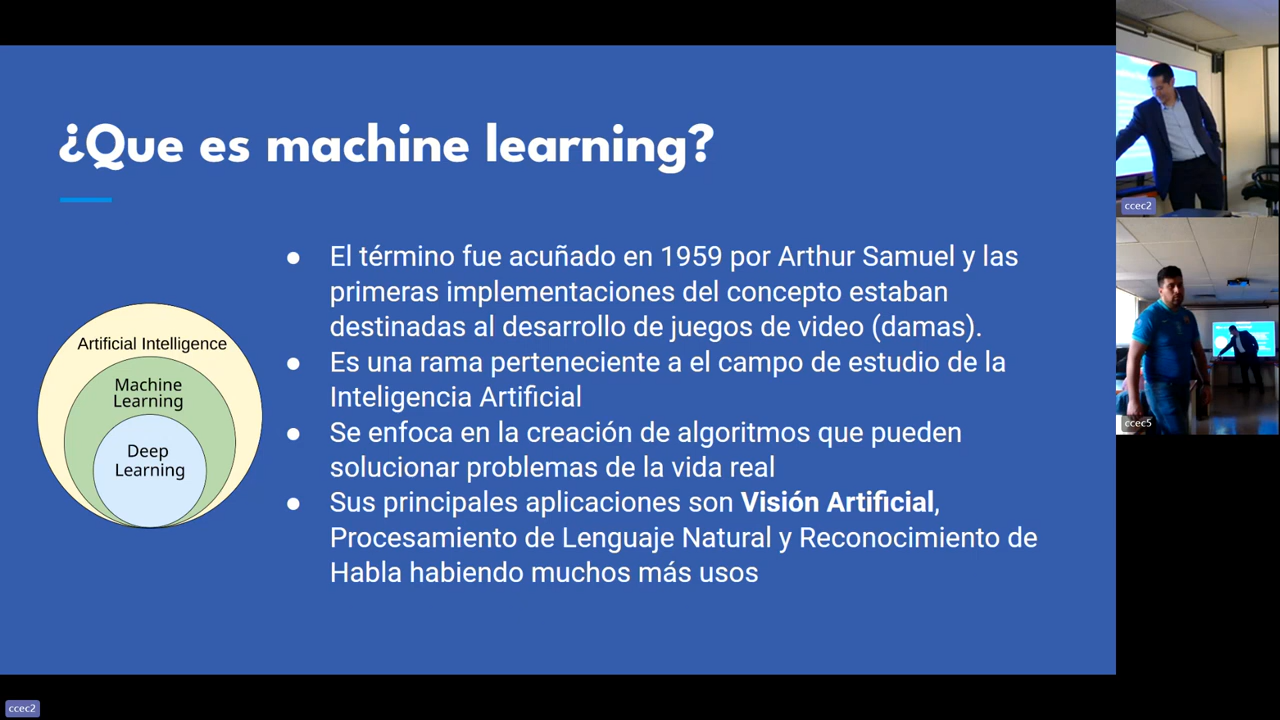 ¿Que es machine learning?
El término fue acuñado en 1959 por Arthur Samuel y las
primeras implementaciones del concepto estaban
destinadas al desarrollo de juegos de video (damas).
Es una rama perteneciente a el campo de estudio de la
Inteligencia Artificial
Se enfoca en la creación de algoritmos que pueden
solucionar problemas de la vida real
Sus principales aplicaciones son Visión Artificial,
Procesamiento de Lenguaje Natural y Reconocimiento de
Habla habiendo muchos más usos
Artificial Intelligence
Machine
Learning
Deep
Learning
ccec2
ccec5
ccec2